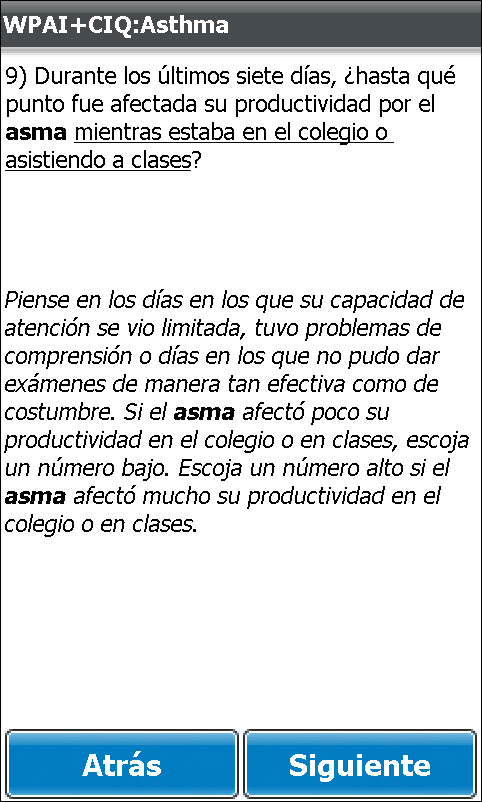 WPAI+CIQ:Asthma
9) Durante los últimos siete días, ¿hasta qué
punto fue afectada su productividad por el
asma mientras estaba en el colegio o
asistiendo a clases?
Piense en los días en los que su capacidad de
atención se vio limitada, tuvo problemas de
comprensión o días en los que no pudo dar
exámenes de manera tan efectiva como de
costumbre. Si el asma afectó poco su
productividad en el colegio o en clases, escoja
un número bajo. Escoja un número alto si el
asma afectó mucho su productividad en el
colegio o en clases.
Atrás
Siguiente